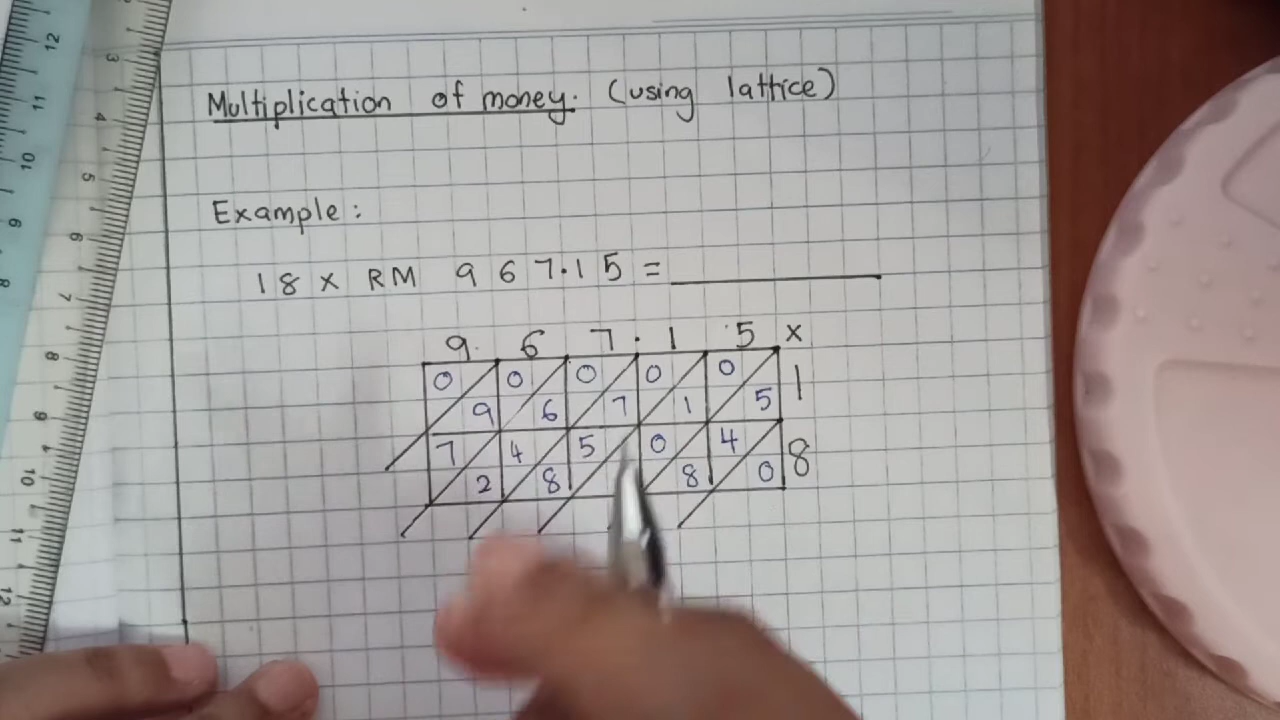 Multiplication of money. (using lattice)
Example:
18 x RM 967.15 =
9 6 7 . 1 5 x
0 0 0 0 0 1
9 6 7 1 5
7 4 5 0 4 8
2 8 8 0